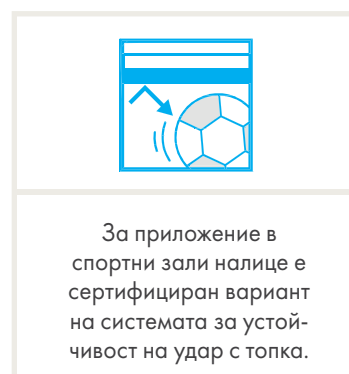 За приложение в
спортни зали налице е
сертифициран вариант
на системата за устой-
чивост на удар с топка.